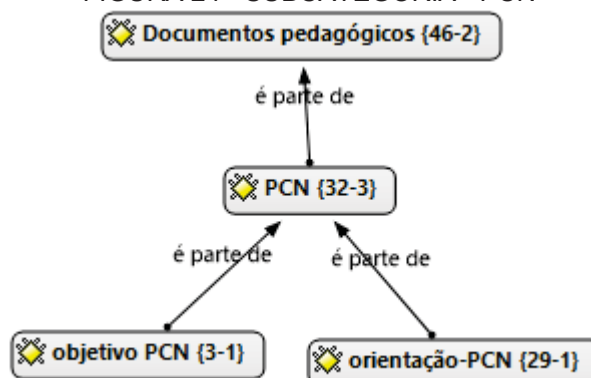 Documentos pedagógicos {46-2}
é parte de
PCN {32-3}
é parte de
é parte de
objetivo PCN {3-1}
orientação-PCN {29-1}